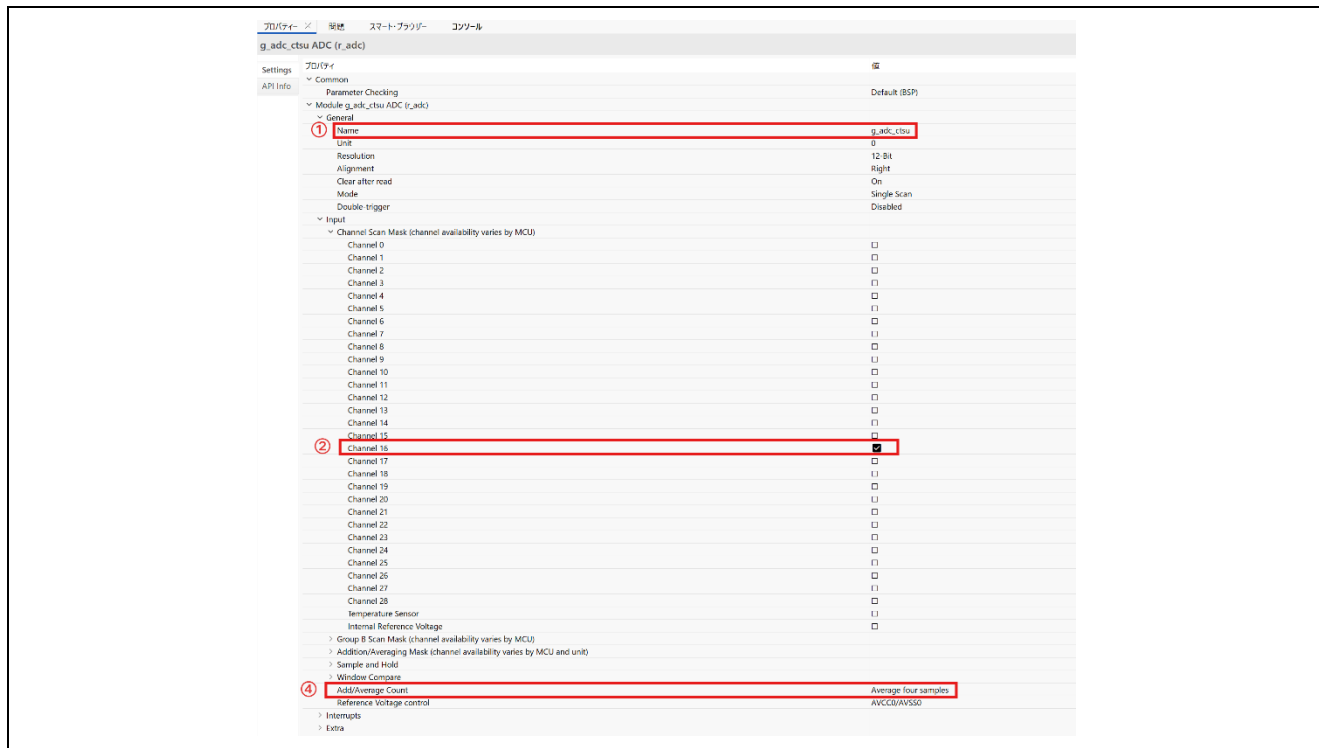 プロパティー × 問題 スマート・ブラウザー コンソール
g_adc_ctsu ADC (r_adc)
Settings プロパティ 値
API Info Common
Parameter Checking Default (BSP)
Module g_adc_ctsu ADC (r_adc)
General
① Name g_adc_ctsu
Unit 0
Resolution 12-Bit
Alignment Right
Clear after read On
Mode Single Scan
Double-trigger Disabled
Input
Channel Scan Mask (channel availability varies by MCU)
Channel 0
Channel 1
Channel 2
Channel 3
Channel 4
Channel 5
Channel 6
Channel 7
Channel 8
Channel 9
Channel 10
Channel 11
Channel 12
Channel 13
Channel 14
Channel 15
② Channel 16
Channel 17
Channel 18
Channel 19
Channel 20
Channel 21
Channel 22
Channel 23
Channel 24
Channel 25
Channel 26
Channel 27
Channel 28
Temperature Sensor
Internal Reference Voltage
Group B Scan Mask (channel availability varies by MCU)
Addition/Averaging Mask (channel availability varies by MCU and unit)
Sample and Hold
Window Compare
④ Add/Average Count Average four samples
Reference Voltage control AVCC0/AVSS0
Interrupts
Extra